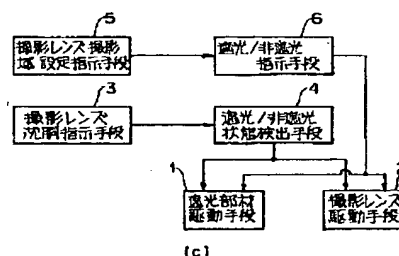 5
撮影レンズ撮影
域設定指示手段
6
遮光/非遮光
指示手段
3
撮影レンズ
沈胴指示手段
4
遮光/非遮光
状態検出手段
1
遮光部材
駆動手段
撮影レンズ
駆動手段
(c)